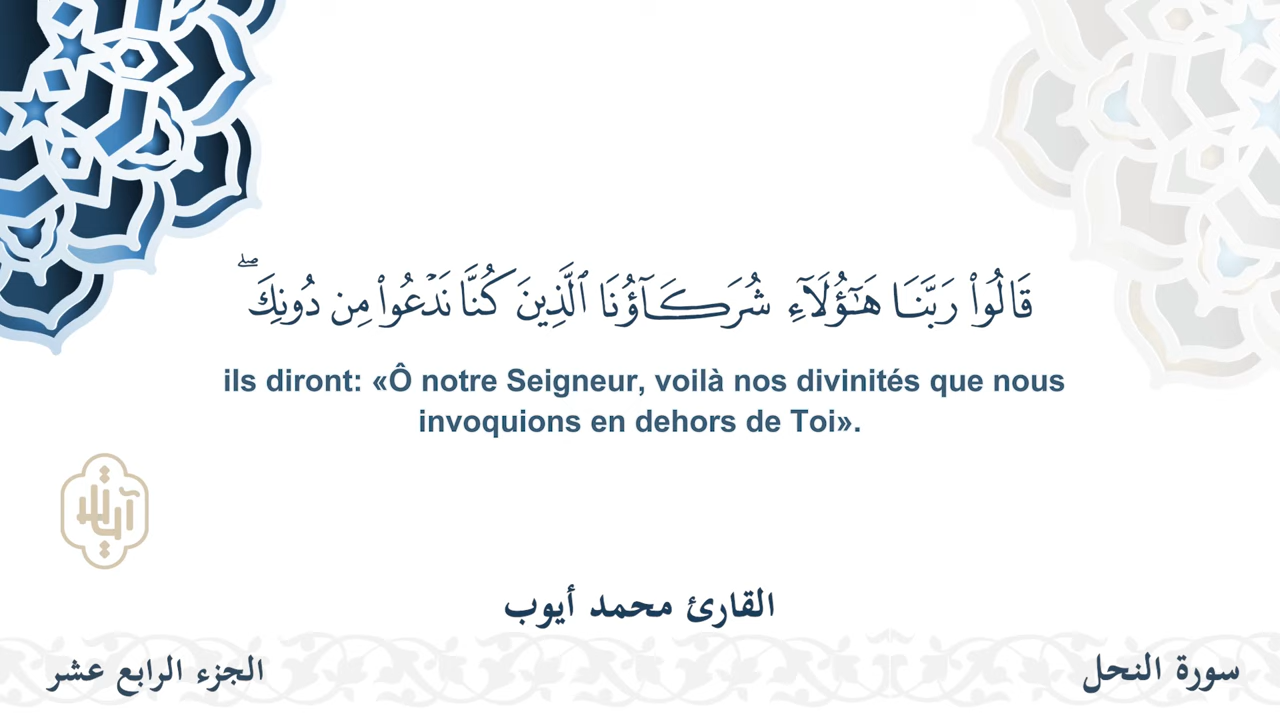 قَالُوا۟ رَبَّنَا هَـٰٓؤُلَآءِ شُرَكَآؤُنَا ٱلَّذِينَ كُنَّا نَدْعُوا۟ مِن دُونِكَ ۖ
ils diront: «Ô notre Seigneur, voilà nos divinités que nous
invoquions en dehors de Toi».
القارئ محمد أيوب
سورة النحل
الجزء الرابع عشر